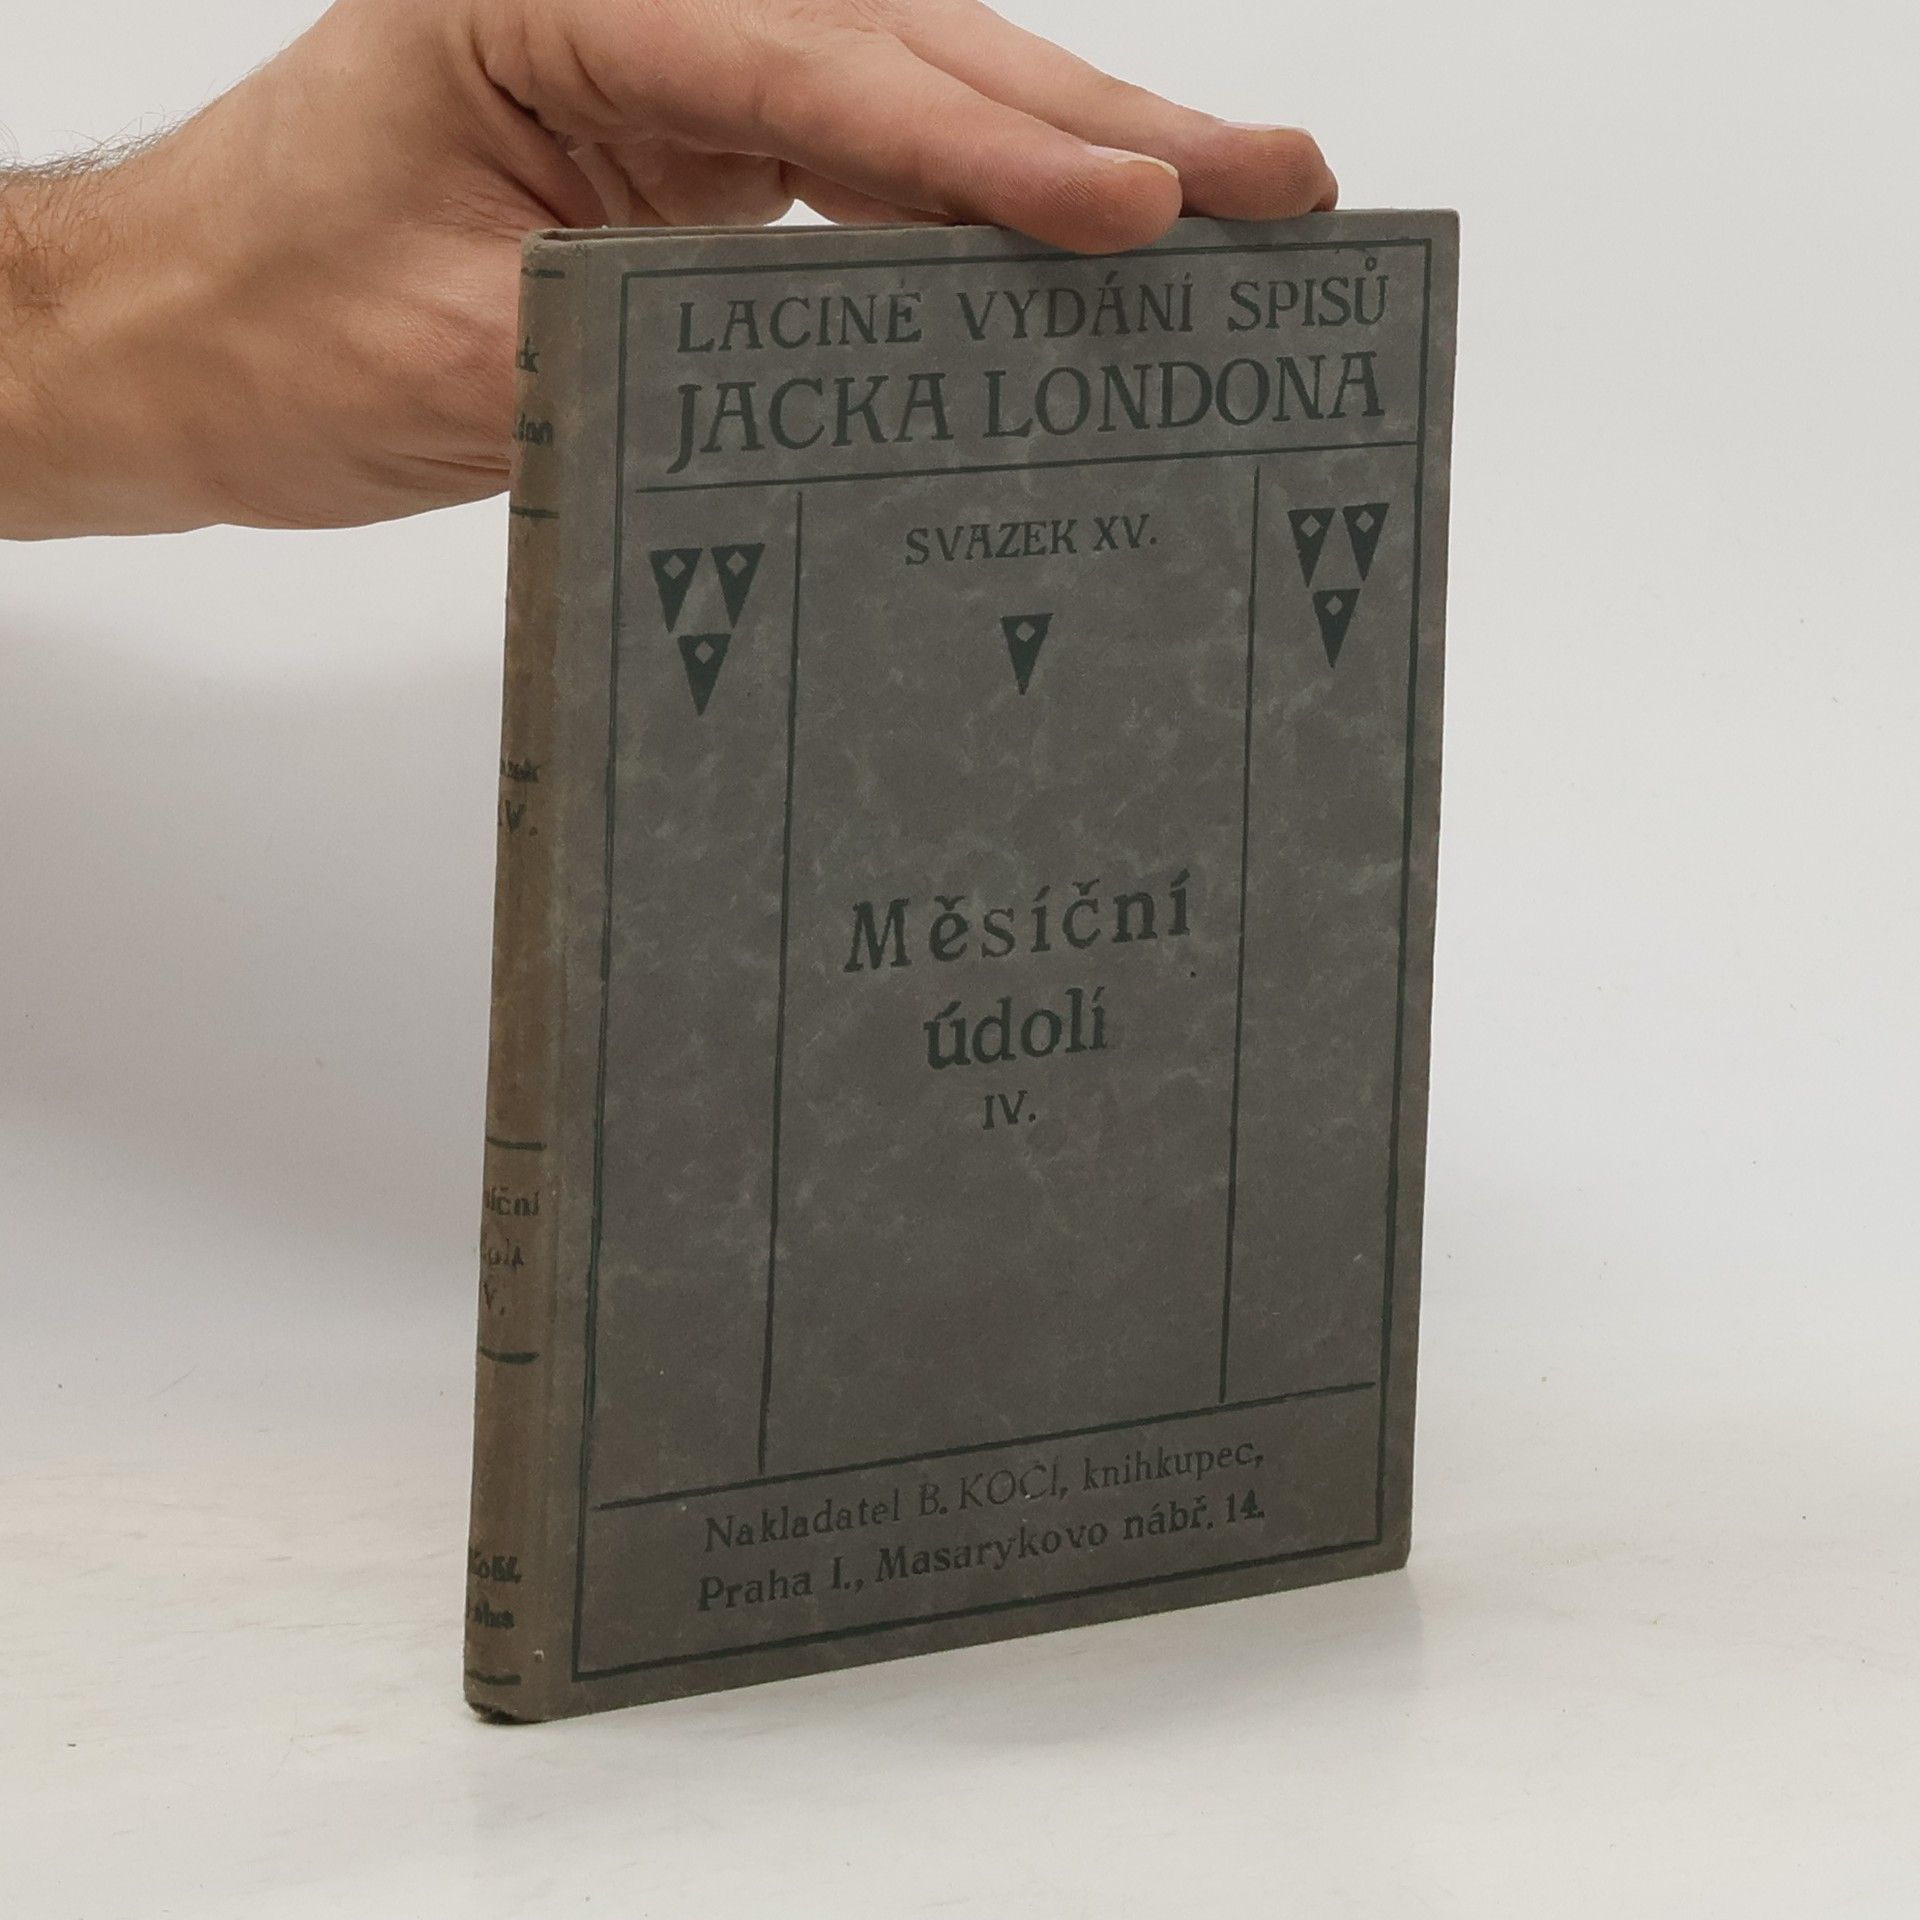 LACINÉ VYDÁNÍ SPISŮ
JACKA LONDONA
SVAZEK XV.
Měsíční
údolí
IV.
Nakladatel B. KOČÍ, knihkupec,
Praha I., Masarykovo nábř. 14.